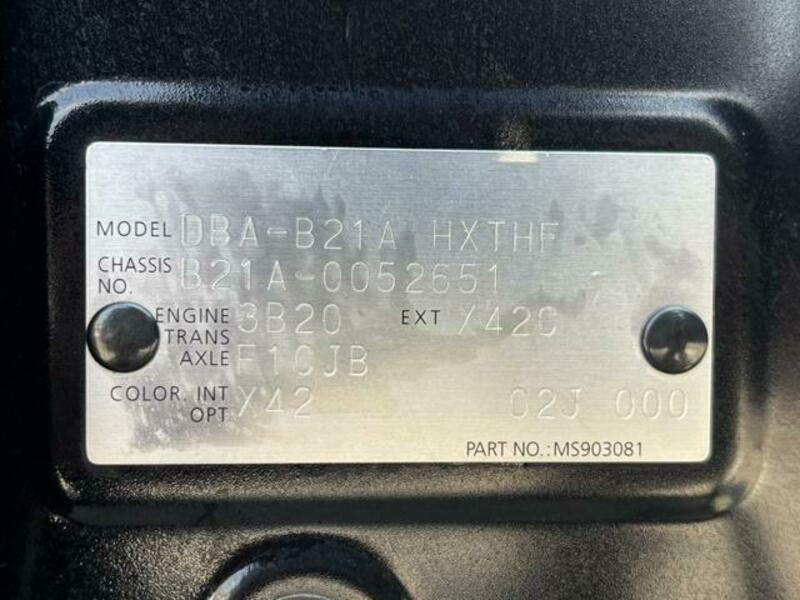 MODEL DBA-B21A HXTHF
CHASSIS NO. B21A-0052651
ENGINE 3B20 EXT X42C
TRANS AXLE F1CJB
COLOR. INT OPT X42 02J 000
PART NO.: MS903081